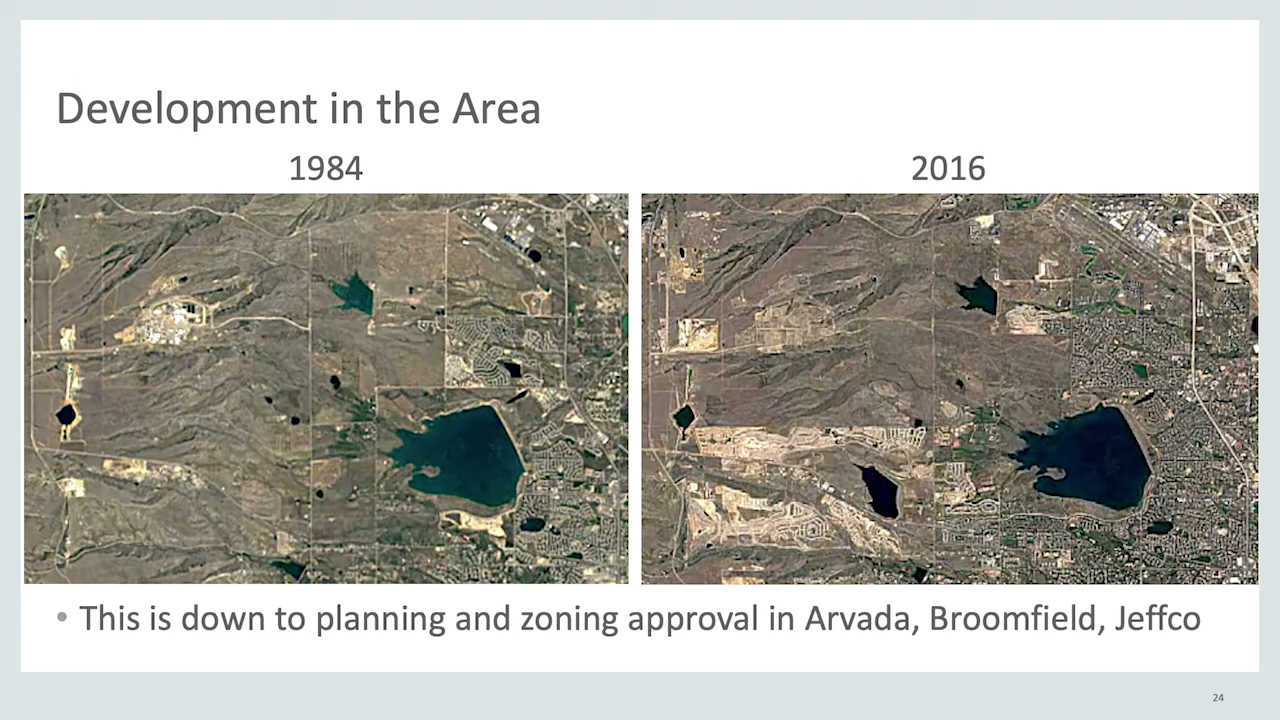 Development in the Area
1984
2016
• This is down to planning and zoning approval in Arvada, Broomfield, Jeffco
24